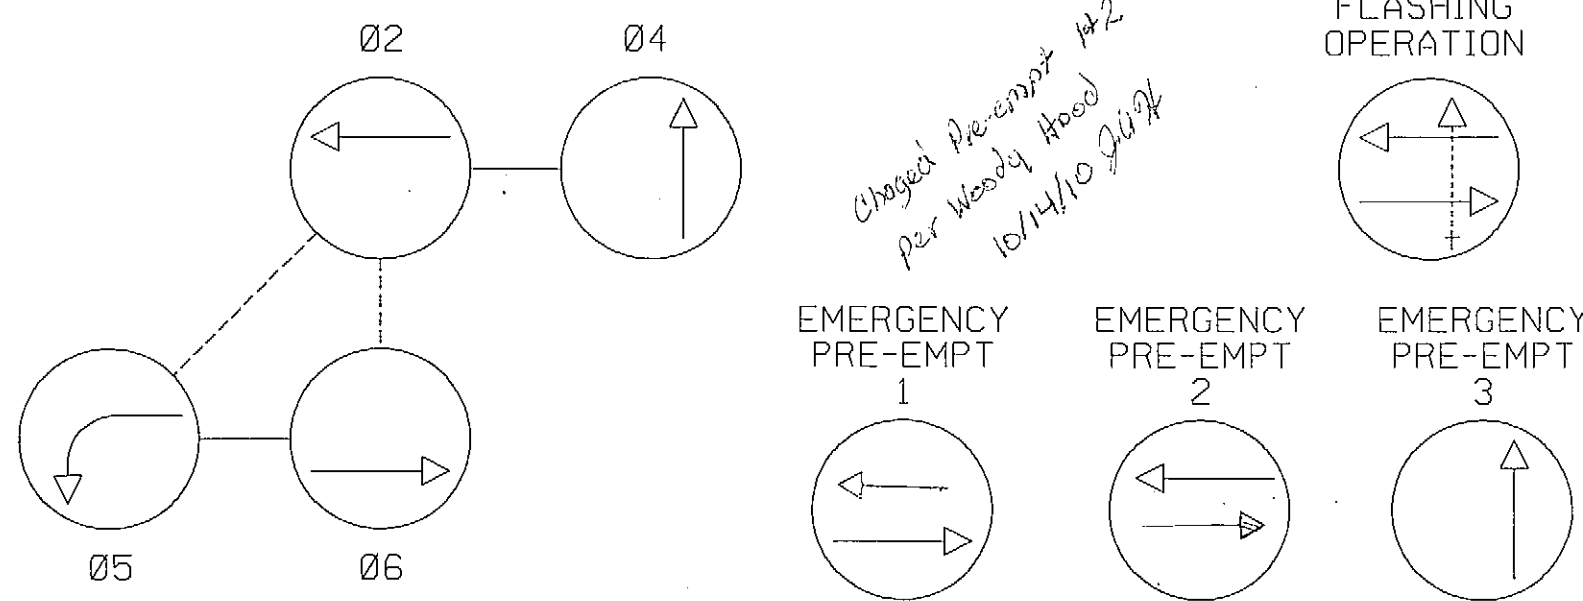 Ø2
Ø4
Ø5
Ø6
Chaged Pre-empt 1+2
per Woody Hood
10/14/10
FLASHING
OPERATION
EMERGENCY
PRE-EMPT
1
EMERGENCY
PRE-EMPT
2
EMERGENCY
PRE-EMPT
3